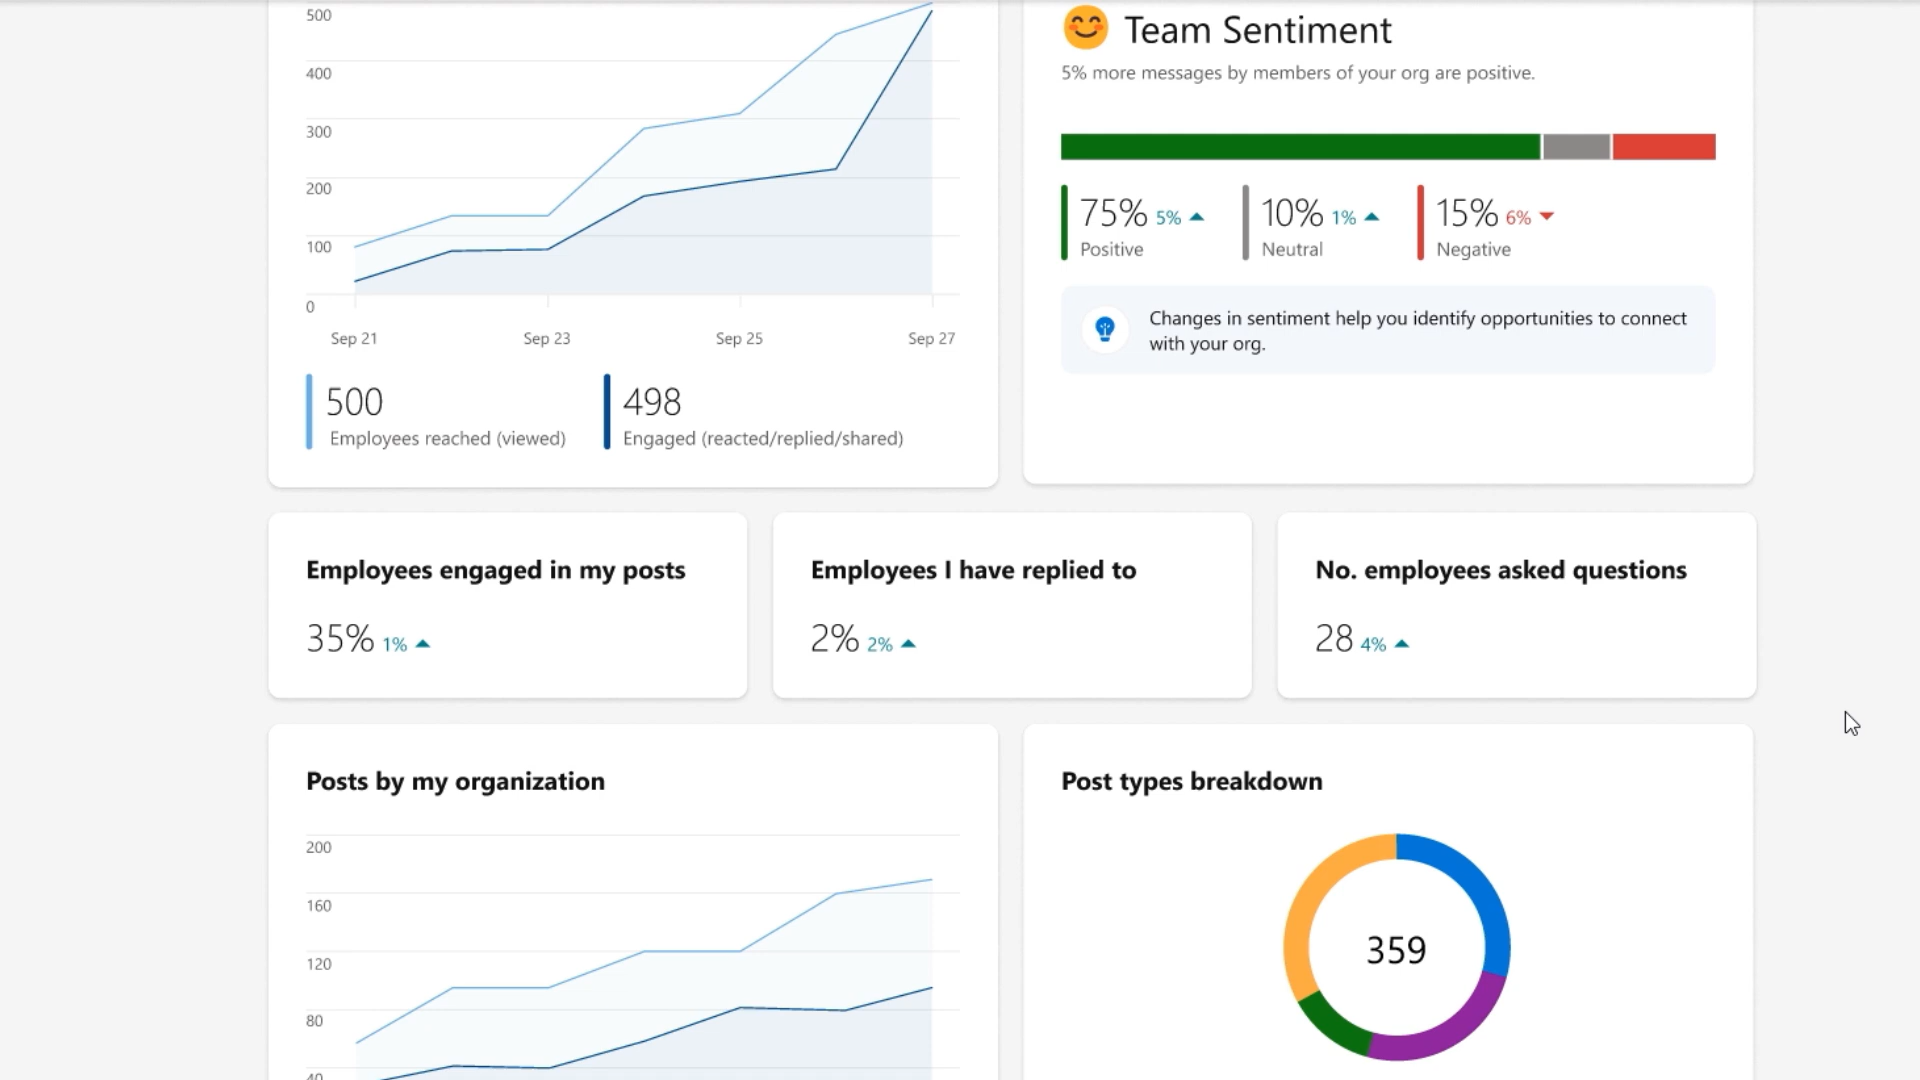 500
400
300
200
100
0
Sep 21 Sep 23 Sep 25 Sep 27
500
Employees reached (viewed)
498
Engaged (reacted/replied/shared)
Team Sentiment
5% more messages by members of your org are positive.
75% 5%
Positive
10% 1%
Neutral
15% 6%
Negative
Changes in sentiment help you identify opportunities to connect
with your org.
Employees engaged in my posts
35% 1%
Employees I have replied to
2% 2%
No. employees asked questions
28 4%
Posts by my organization
200
160
120
80
40
Post types breakdown
359